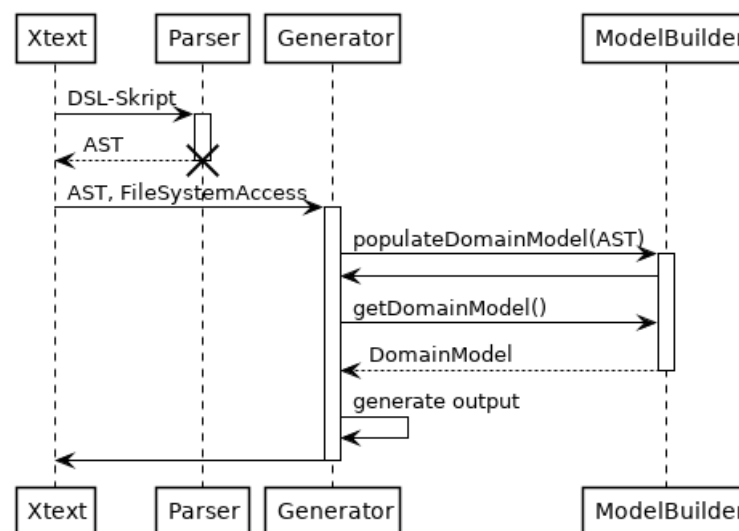 Xtext Parser Generator ModelBuilder
DSL-Skript
AST
AST, FileSystemAccess
populateDomainModel(AST)
getDomainModel()
DomainModel
generate output
Xtext Parser Generator ModelBuilder